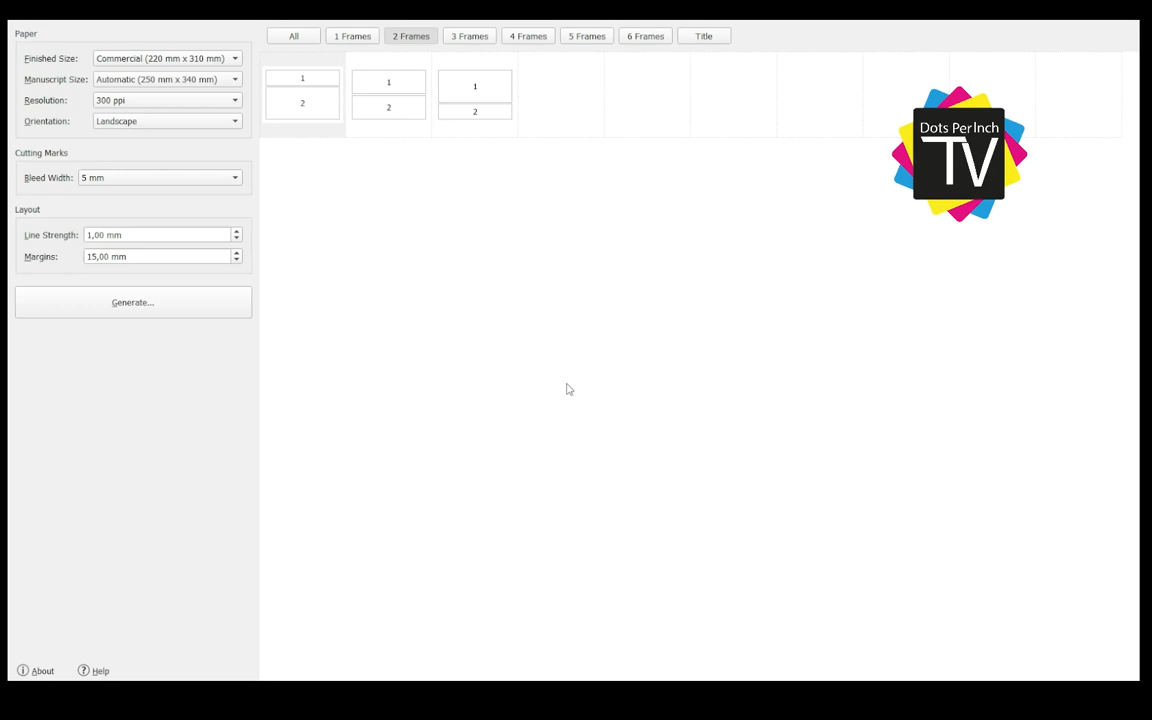 Paper
All 1 Frames 2 Frames 3 Frames 4 Frames 5 Frames 6 Frames Title
Finished Size: Commercial (220 mm x 310 mm)
Manuscript Size: Automatic (250 mm x 340 mm)
Resolution: 300 ppi
Orientation: Landscape
Cutting Marks
Bleed Width: 5 mm
Layout
Line Strength: 1,00 mm
Margins: 15,00 mm
Generate...
About Help
1
2
1
2
1
2
Dots PerInch
TV